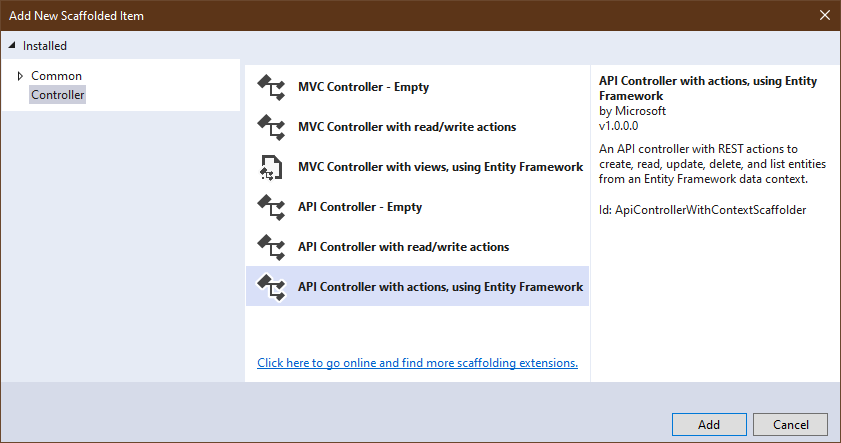 Add New Scaffolded Item
Installed
Common
Controller
MVC Controller - Empty
MVC Controller with read/write actions
MVC Controller with views, using Entity Framework
API Controller - Empty
API Controller with read/write actions
API Controller with actions, using Entity Framework
Click here to go online and find more scaffolding extensions.
API Controller with actions, using Entity
Framework
by Microsoft
v1.0.0.0
An API controller with REST actions to
create, read, update, delete, and list entities
from an Entity Framework data context.
Id: ApiControllerWithContextScaffolder
Add
Cancel